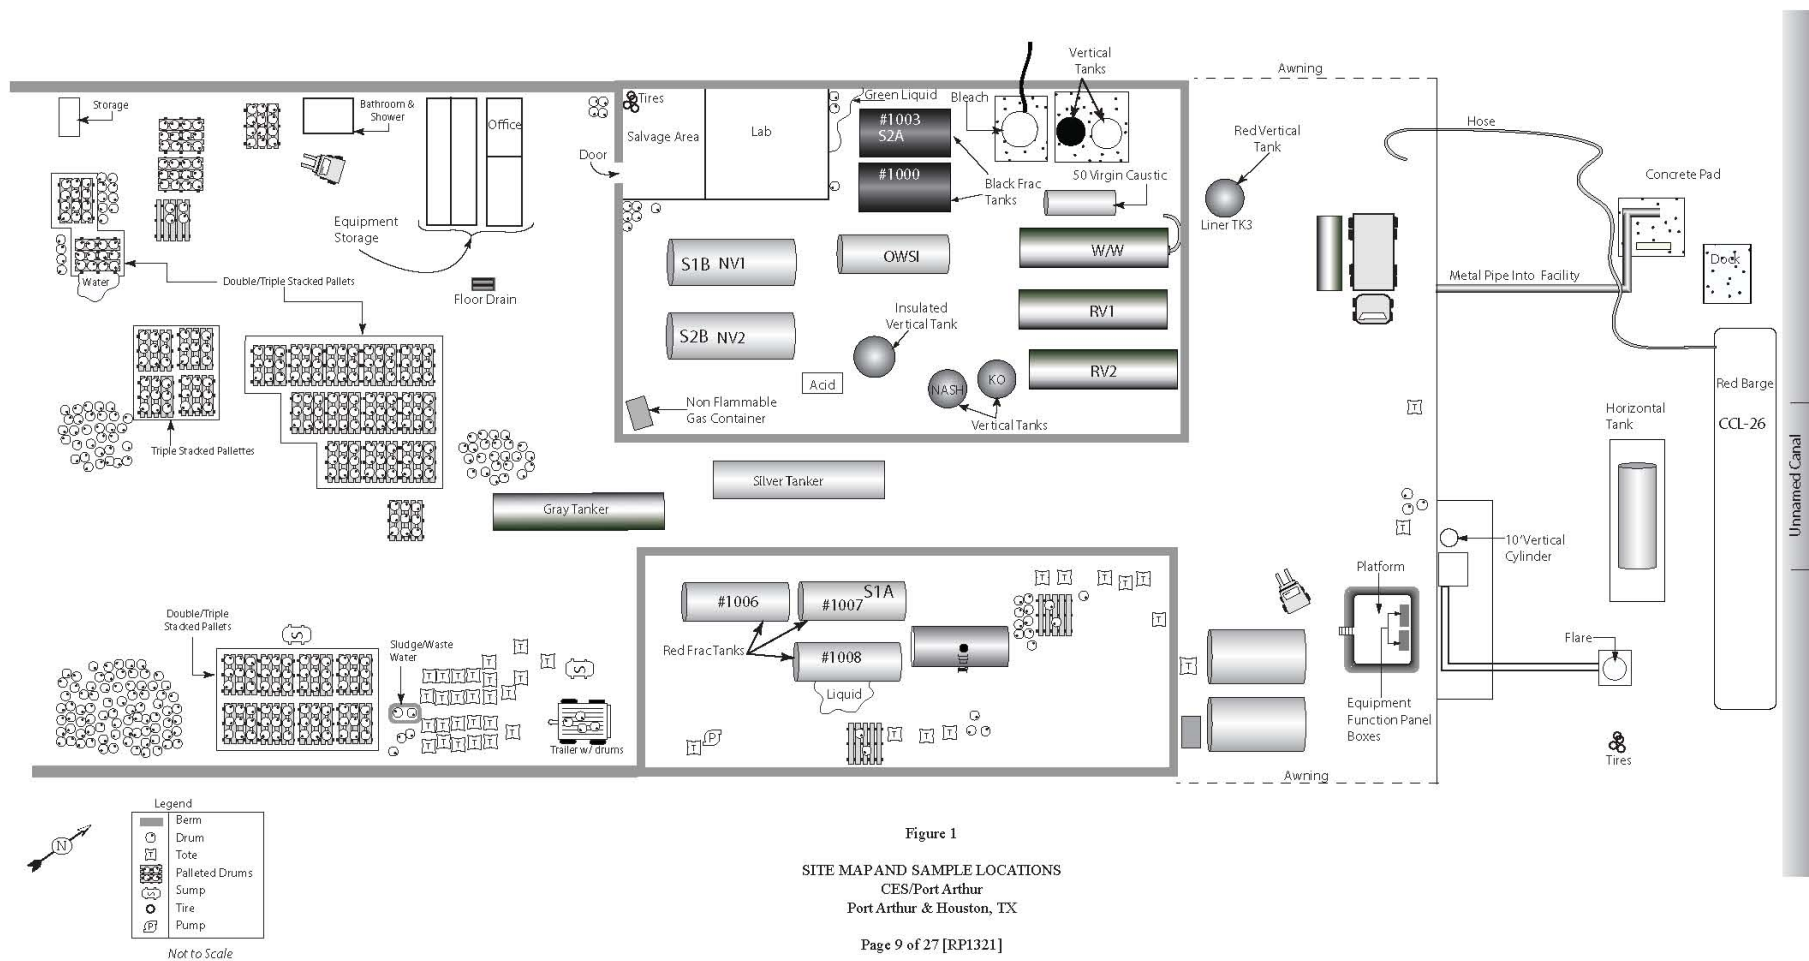 Vertical
Tanks
Awning
Storage
Bathroom &
Shower
Office
Tires
Green Liquid
Bleach
Salvage Area
Lab
#1003
S2A
#1000
Door
Black Frac
Tanks
50 Virgin Caustic
Red Vertical
Tank
Liner TK3
Hose
Concrete Pad
Equipment
Storage
Water
Double/Triple Stacked Pallets
Floor Drain
S1B NV1
OWSI
W/W
Metal Pipe Into Facility
Dock
Insulated
Vertical Tank
RV1
S2B NV2
RV2
Acid
NASH
KO
Vertical Tanks
Non Flammable
Gas Container
Triple Stacked Pallettes
T
Horizontal
Tank
Red Barge
CCL-26
Unnamed Canal
Silver Tanker
Gray Tanker
T
10'Vertical
Cylinder
Platform
Double/Triple
Stacked Pallets
S
Sludge/Waste
Water
#1006
S1A
#1007
Red Frac Tanks
#1008
Liquid
T T T T T
T
T
Flare
T T T T
S
T T T T T T T
T T T T T T
T T T T T T
T T T T T
Trailer w/ drums
T P
T T T
Equipment
Function Panel
Boxes
Tires
Awning
Legend
Berm
Drum
T Tote
Palleted Drums
S Sump
Tire
P Pump
N
Not to Scale
Figure 1
SITE MAP AND SAMPLE LOCATIONS
CES/Port Arthur
Port Arthur & Houston, TX
Page 9 of 27 [RP1321]